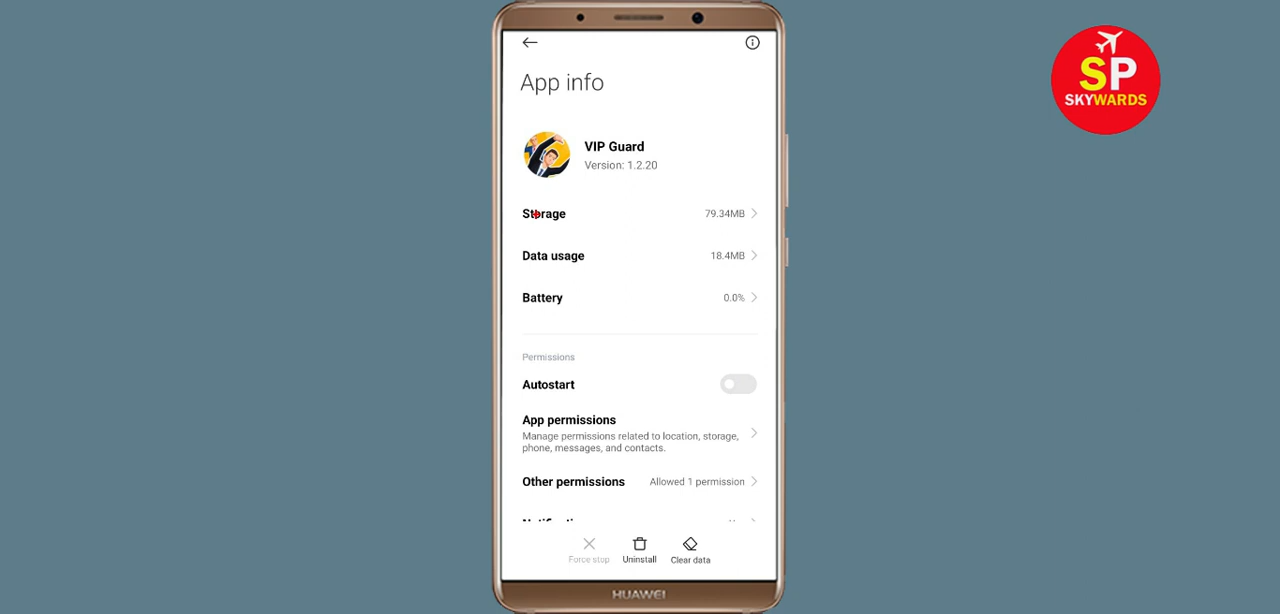 App info
SP
SKYWARDS
VIP Guard
Version: 1.2.20
Storage 79.34MB
Data usage 18.4MB
Battery 0.0%
Permissions
Autostart
App permissions
Manage permissions related to location, storage,
phone, messages, and contacts.
Other permissions Allowed 1 permission
Force stop Uninstall Clear data
HUAWEI